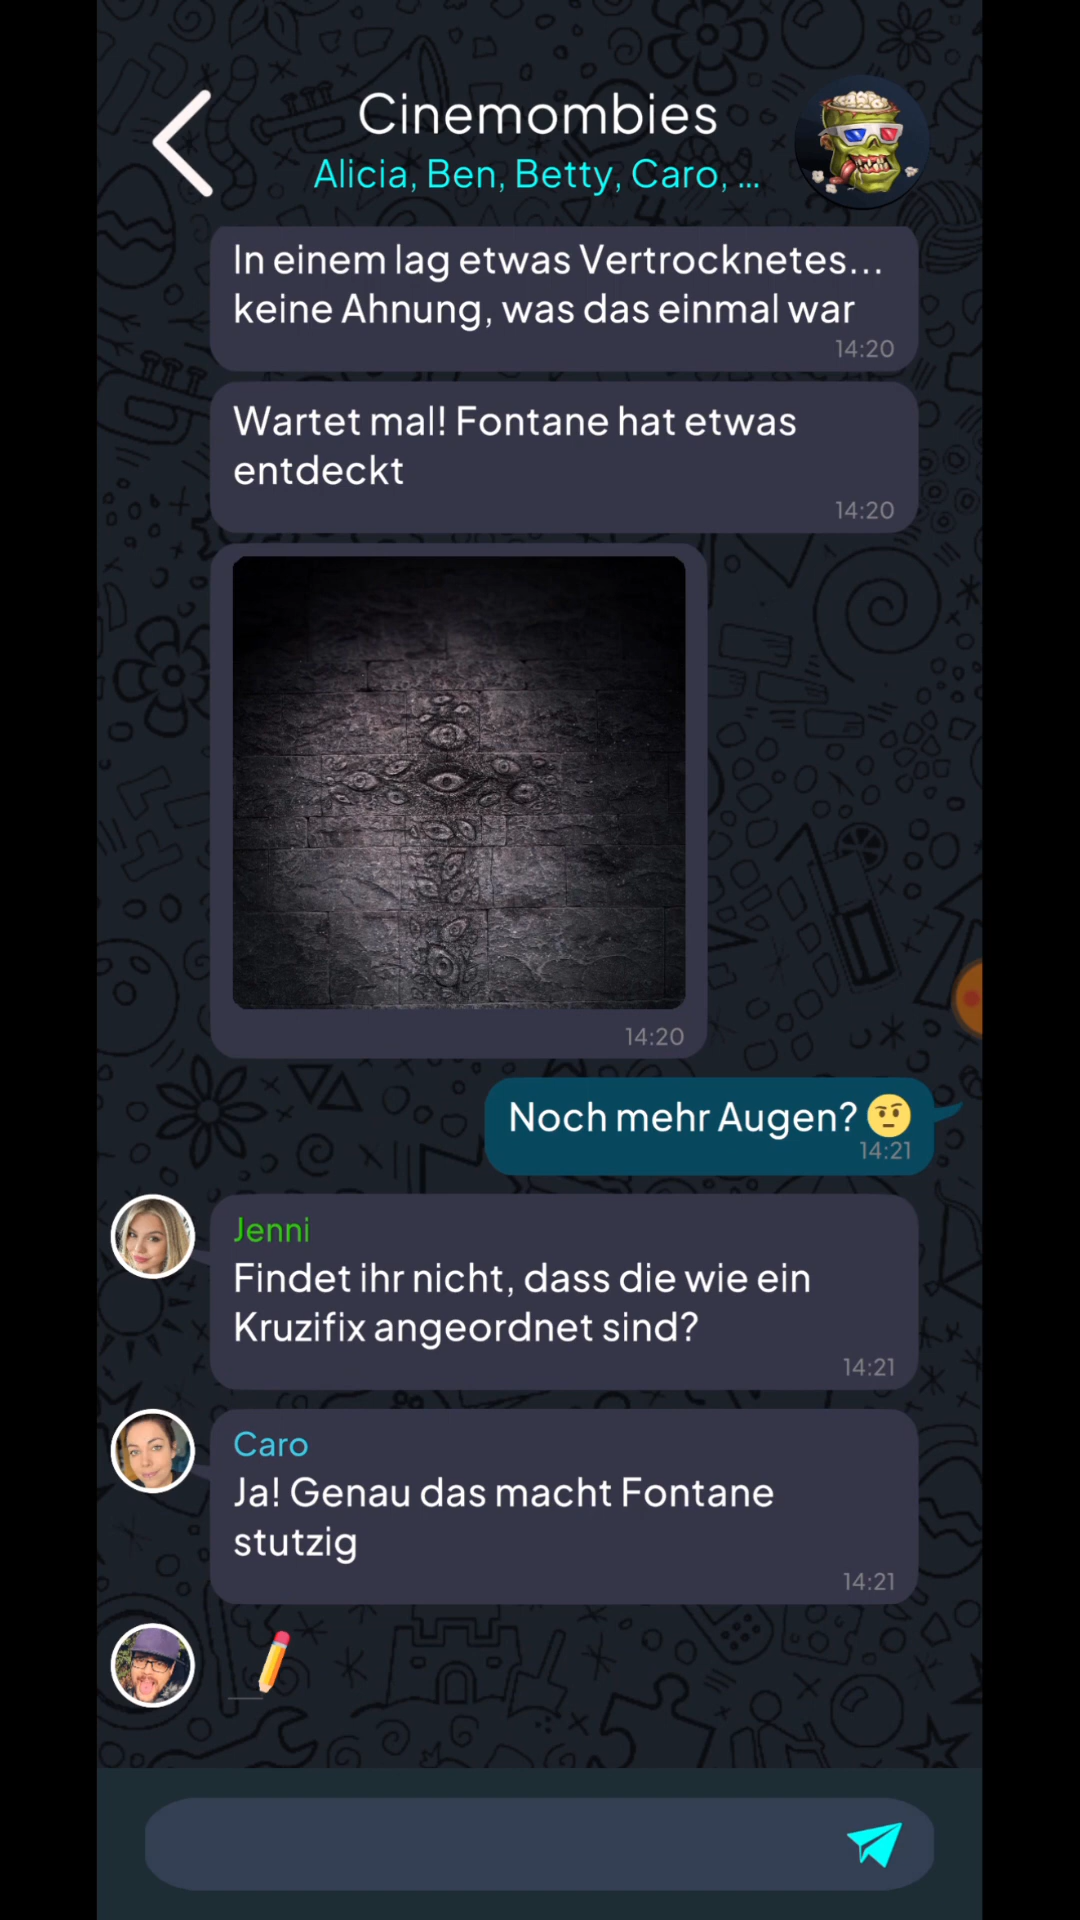 Cinemombies
Alicia, Ben, Betty, Caro, ...
In einem lag etwas Vertrocknetes...
keine Ahnung, was das einmal war
14:20
Wartet mal! Fontane hat etwas
entdeckt
14:20
14:20
Noch mehr Augen? 🤨
14:21
Jenni
Findet ihr nicht, dass die wie ein
Kruzifix angeordnet sind?
14:21
Caro
Ja! Genau das macht Fontane
stutzig
14:21